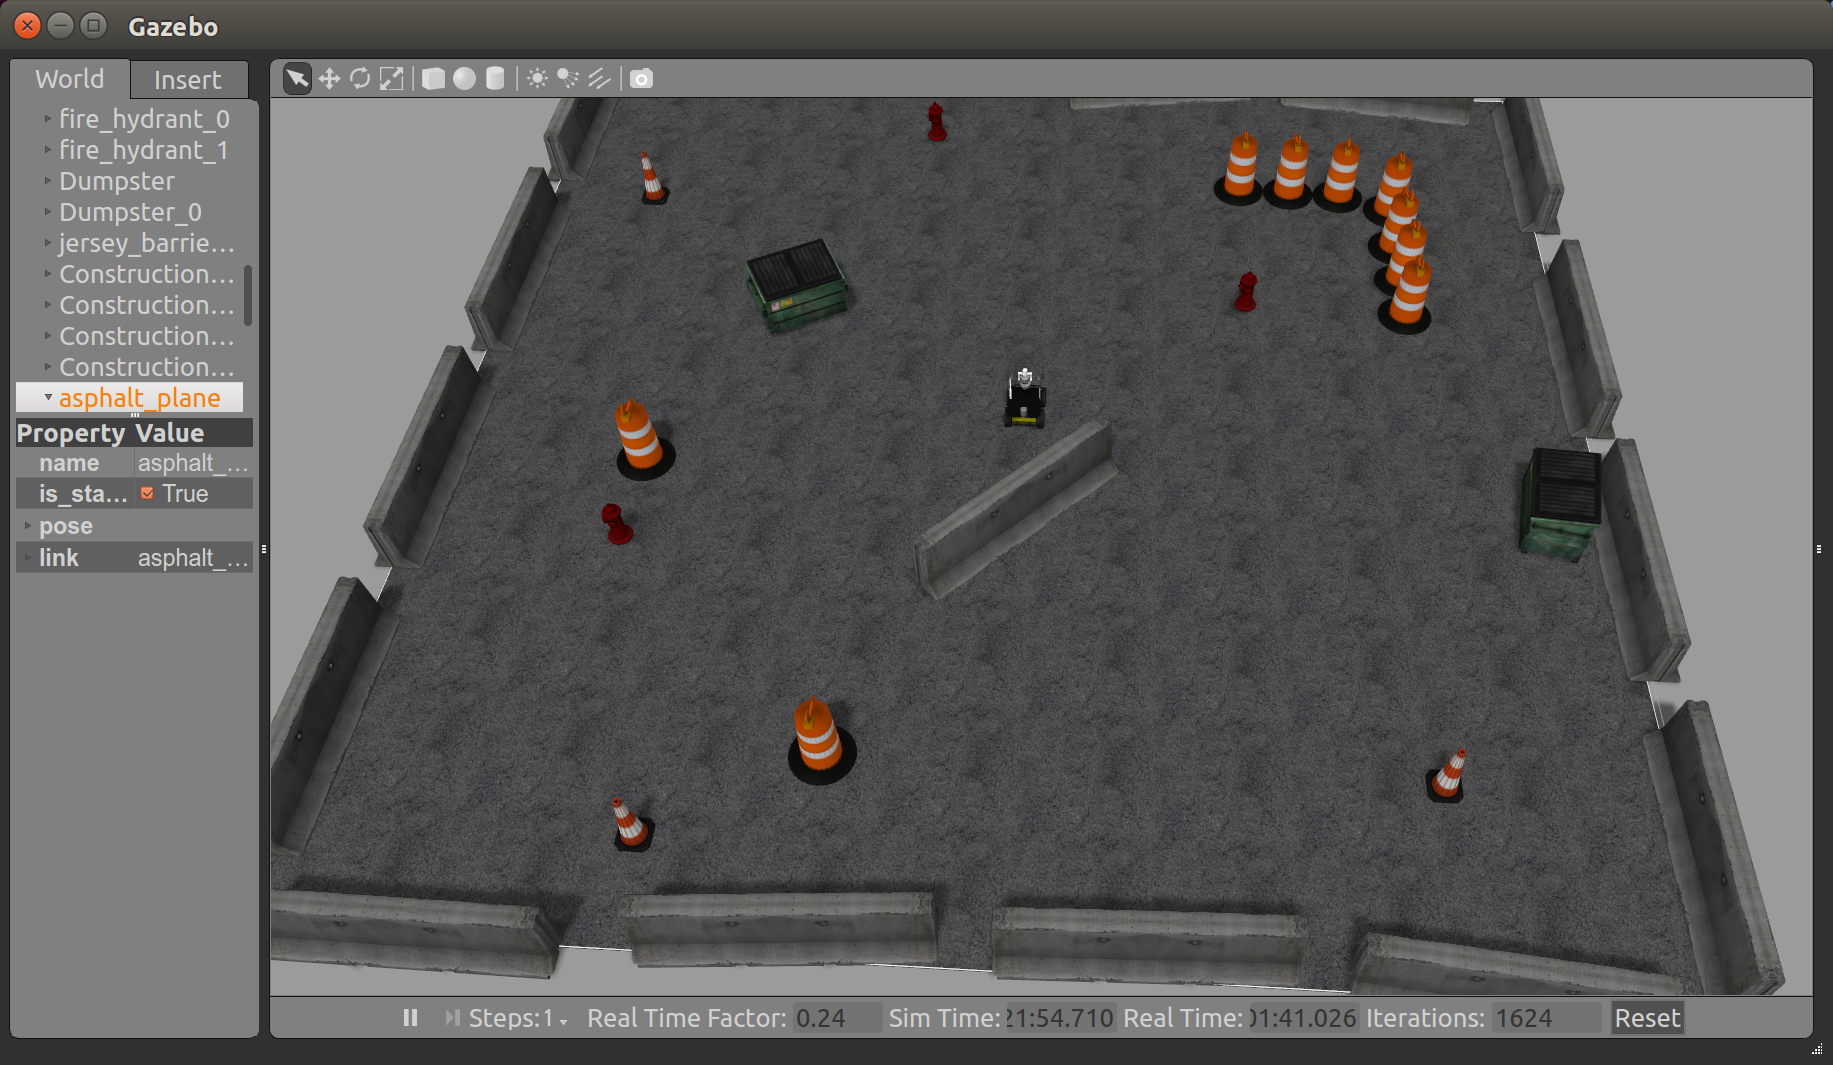 Gazebo
World Insert
fire_hydrant_0
fire_hydrant_1
Dumpster
Dumpster_0
jersey_barrie...
Construction...
Construction...
Construction...
Construction...
asphalt_plane
Property Value
name asphalt_...
is_sta... True
pose
link asphalt_...
Steps:1 Real Time Factor: 0.24 Sim Time: 21:54.710 Real Time: 01:41.026 Iterations: 1624 Reset